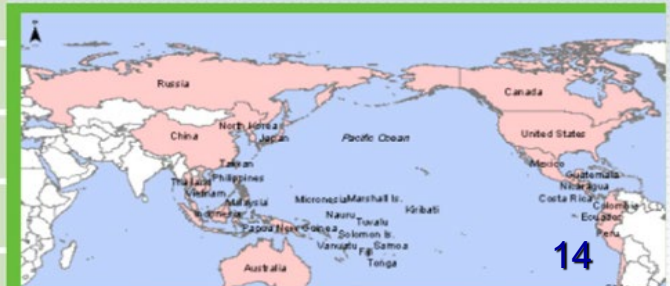 N
Russia
Canada
North Korea
China
Japan
Pacific Ocean
United States
Taiwan
Mexico
Guatemala
Thailand
Philippines
Nicaragua
Vietnam
Malaysia
Micronesia
Marshall Is.
Costa Rica
Colombia
Indonesia
Nauru
Kiribati
Ecuador
Tuvalu
Papua New Guinea
Solomon Is.
Peru
Vanuatu
Fiji
Samoa
Tonga
Australia
14